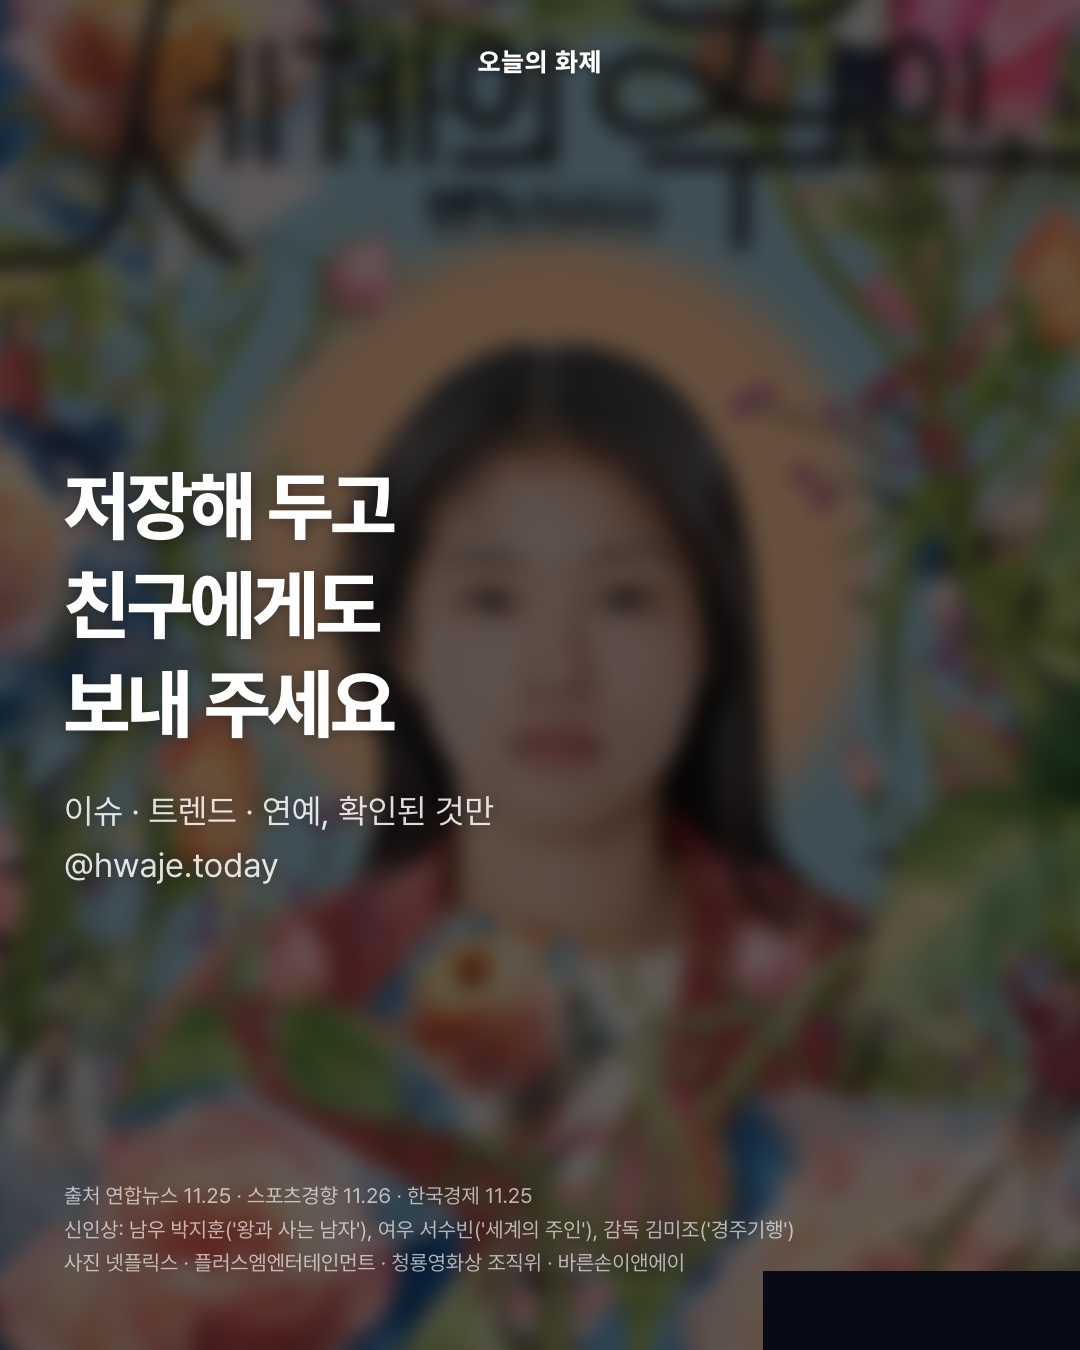 오늘의 화제
세계의 주인
저장해 두고
친구에게도
보내 주세요
이슈 · 트렌드 · 연예, 확인된 것만
@hwaje.today
출처 연합뉴스 11.25 · 스포츠경향 11.26 · 한국경제 11.25
신인상: 남우 박지훈('왕과 사는 남자'), 여우 서수빈('세계의 주인'), 감독 김미조('경주기행')
사진 넷플릭스 · 플러스엠엔터테인먼트 · 청룡영화상 조직위 · 바른손이앤에이